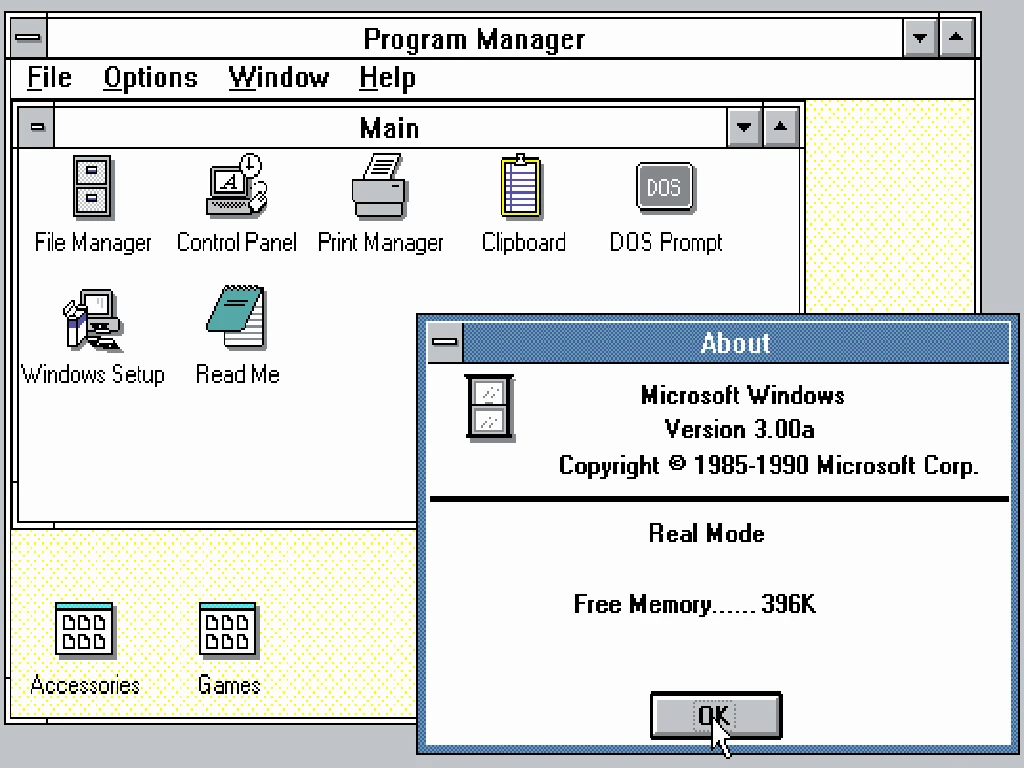 Program Manager
File Options Window Help
Main
File Manager Control Panel Print Manager Clipboard DOS Prompt
DOS
A
Windows Setup Read Me
About
Microsoft Windows
Version 3.00a
Copyright © 1985-1990 Microsoft Corp.
Real Mode
Free Memory...... 396K
OK
Accessories Games